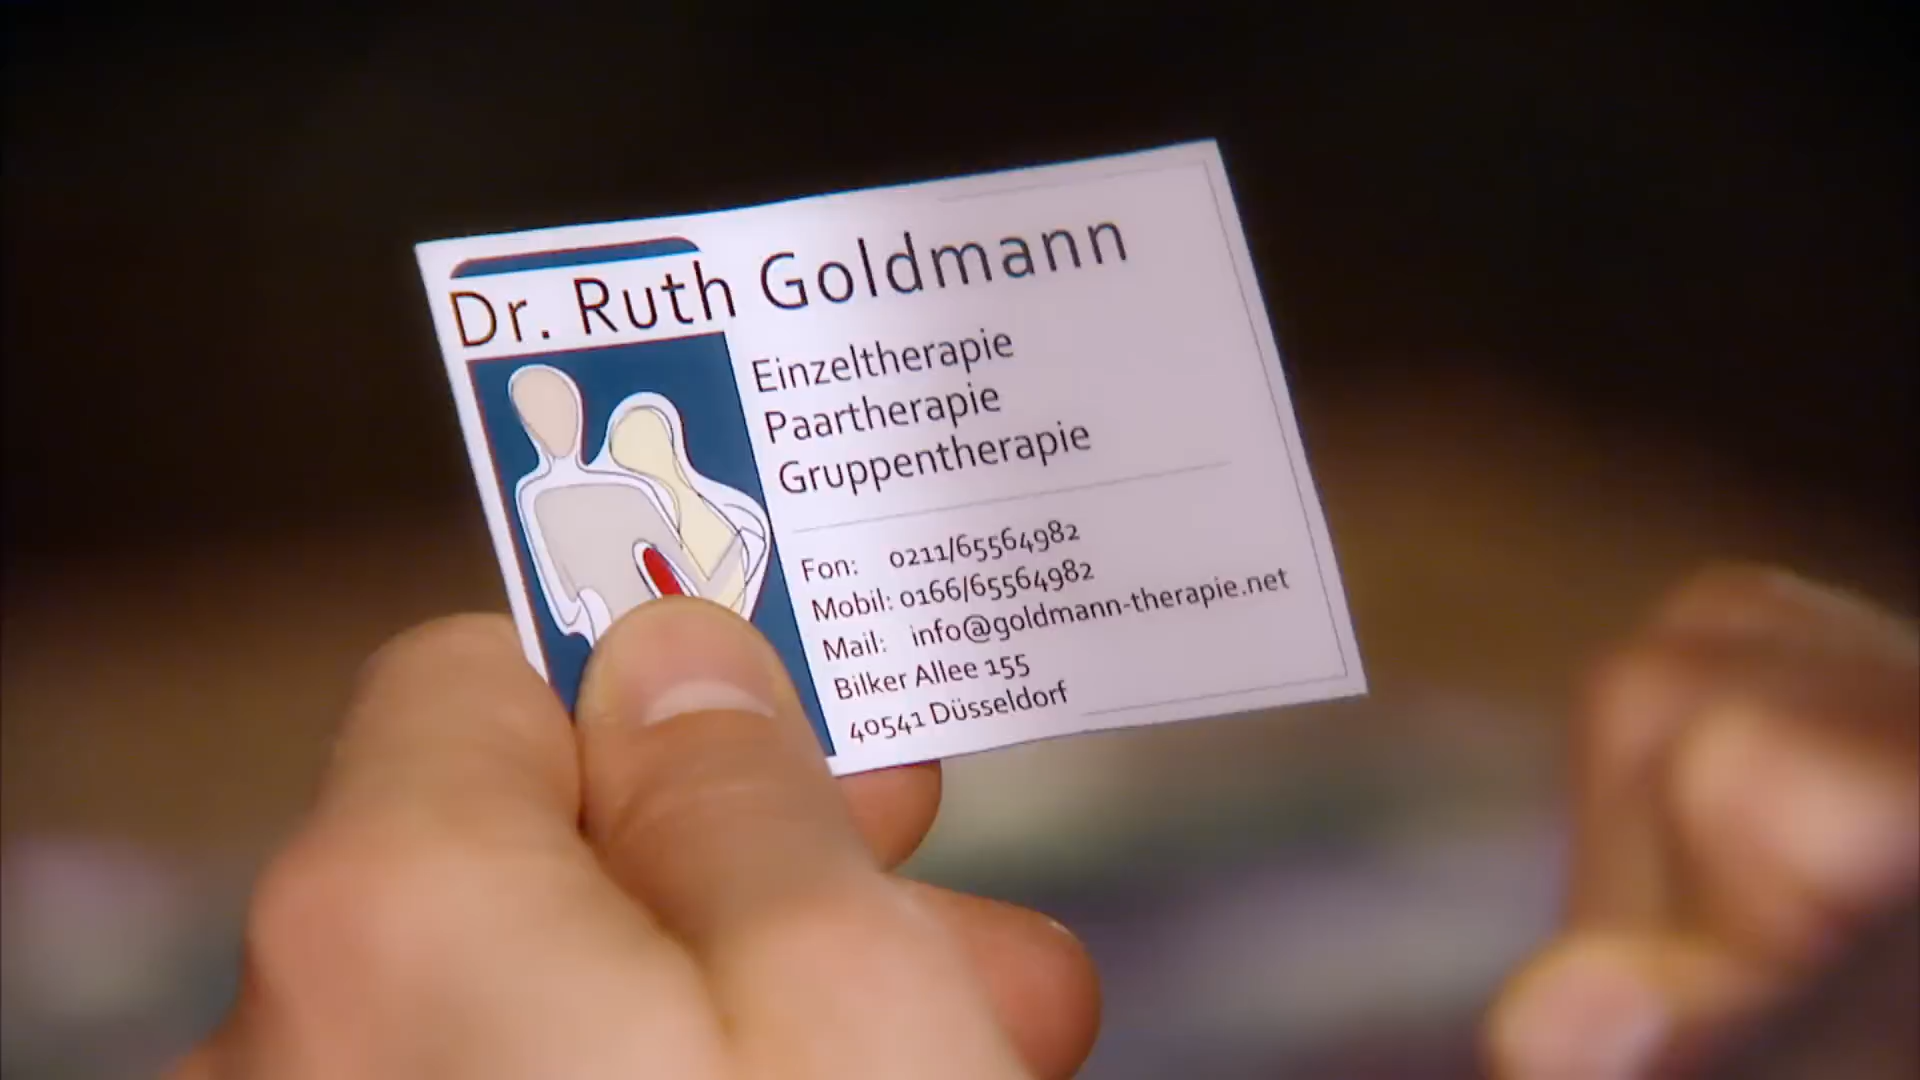 Dr. Ruth Goldmann
Einzeltherapie
Paartherapie
Gruppentherapie
Fon: 0211/65564982
Mobil: 0166/65564982
Mail: info@goldmann-therapie.net
Bilker Allee 155
40541 Düsseldorf